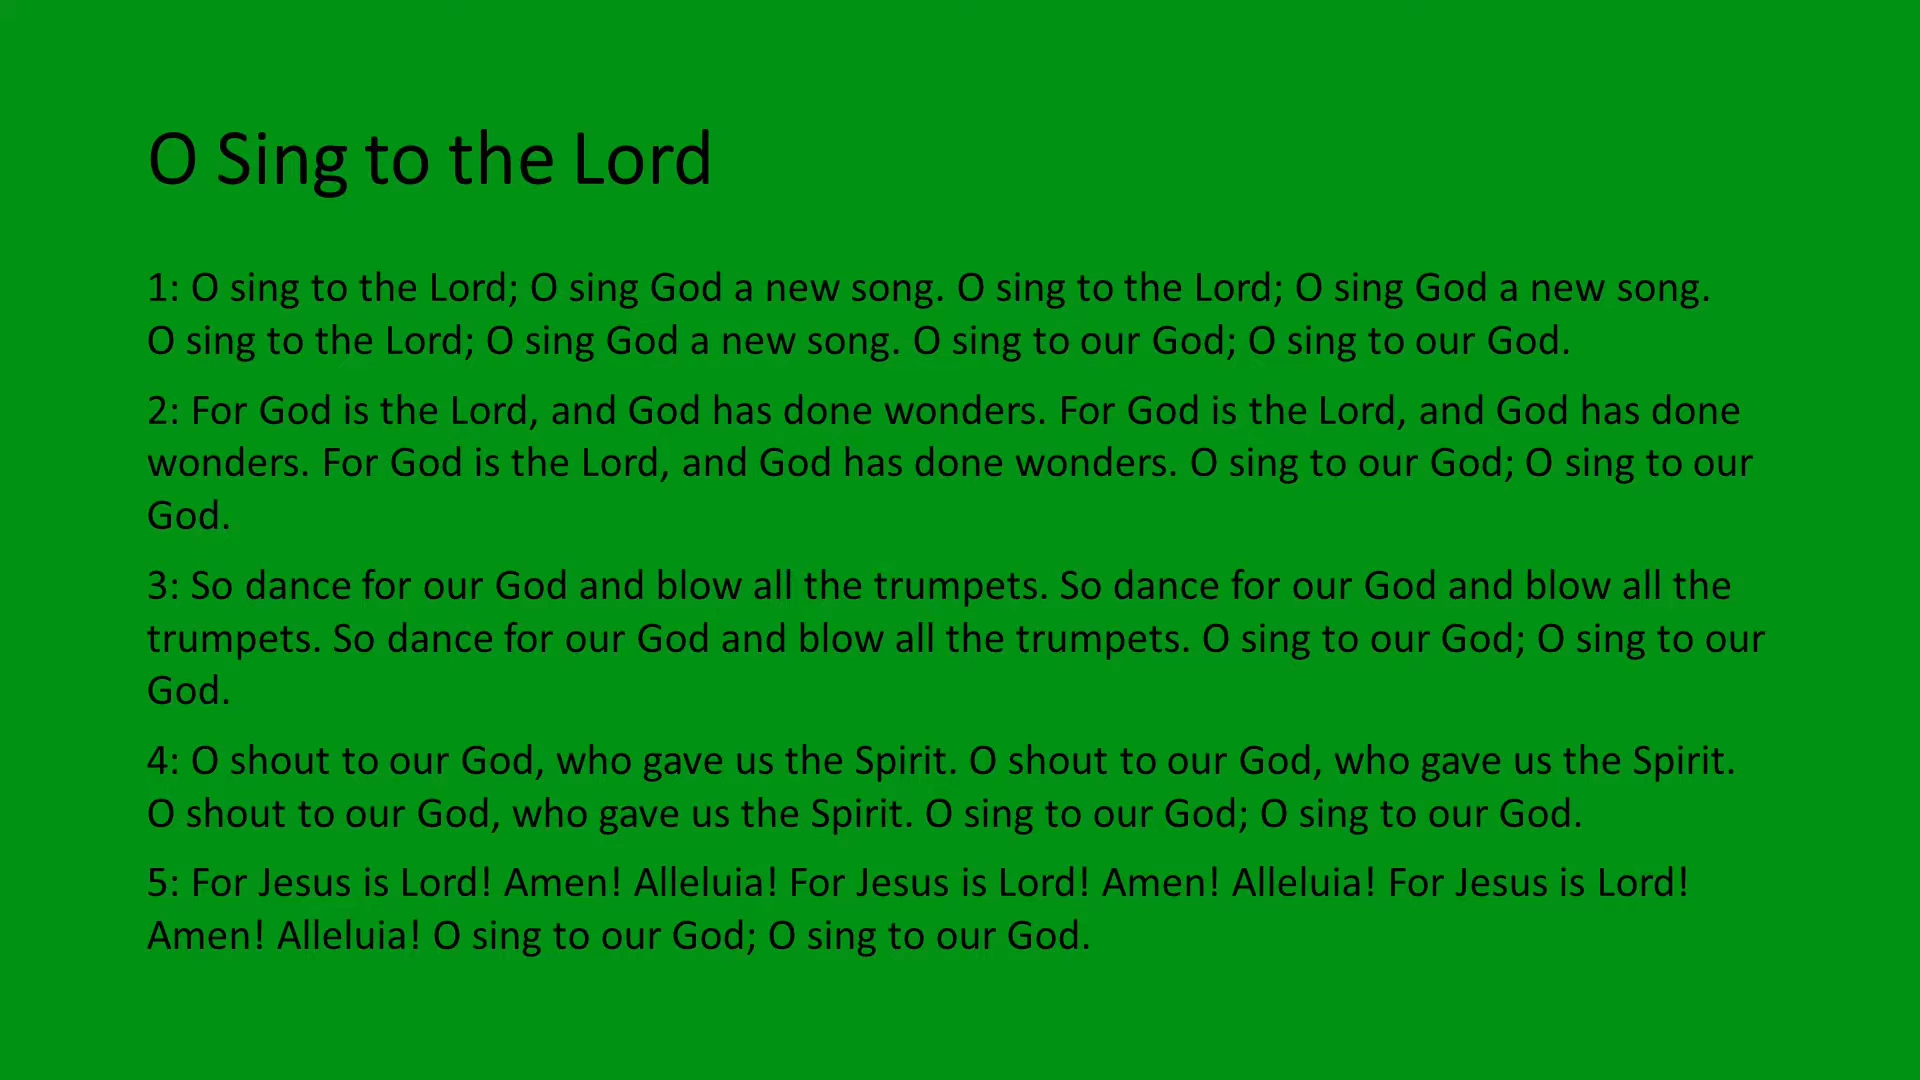 O Sing to the Lord
1: O sing to the Lord; O sing God a new song. O sing to the Lord; O sing God a new song.
O sing to the Lord; O sing God a new song. O sing to our God; O sing to our God.
2: For God is the Lord, and God has done wonders. For God is the Lord, and God has done
wonders. For God is the Lord, and God has done wonders. O sing to our God; O sing to our
God.
3: So dance for our God and blow all the trumpets. So dance for our God and blow all the
trumpets. So dance for our God and blow all the trumpets. O sing to our God; O sing to our
God.
4: O shout to our God, who gave us the Spirit. O shout to our God, who gave us the Spirit.
O shout to our God, who gave us the Spirit. O sing to our God; O sing to our God.
5: For Jesus is Lord! Amen! Alleluia! For Jesus is Lord! Amen! Alleluia! For Jesus is Lord!
Amen! Alleluia! O sing to our God; O sing to our God.